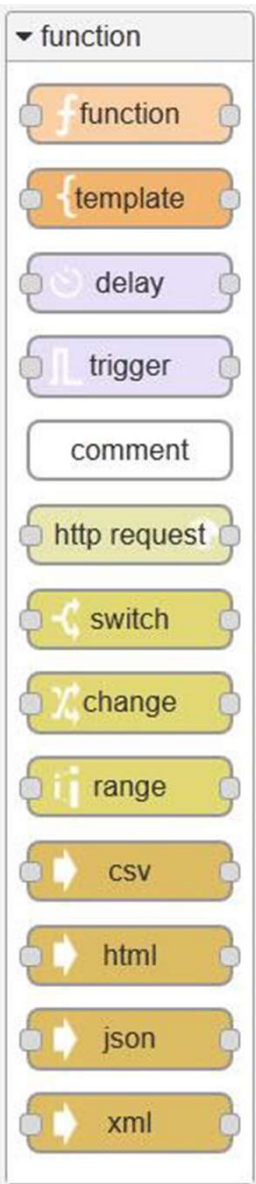 function
function
template
delay
trigger
comment
http request
switch
change
range
csv
html
json
xml